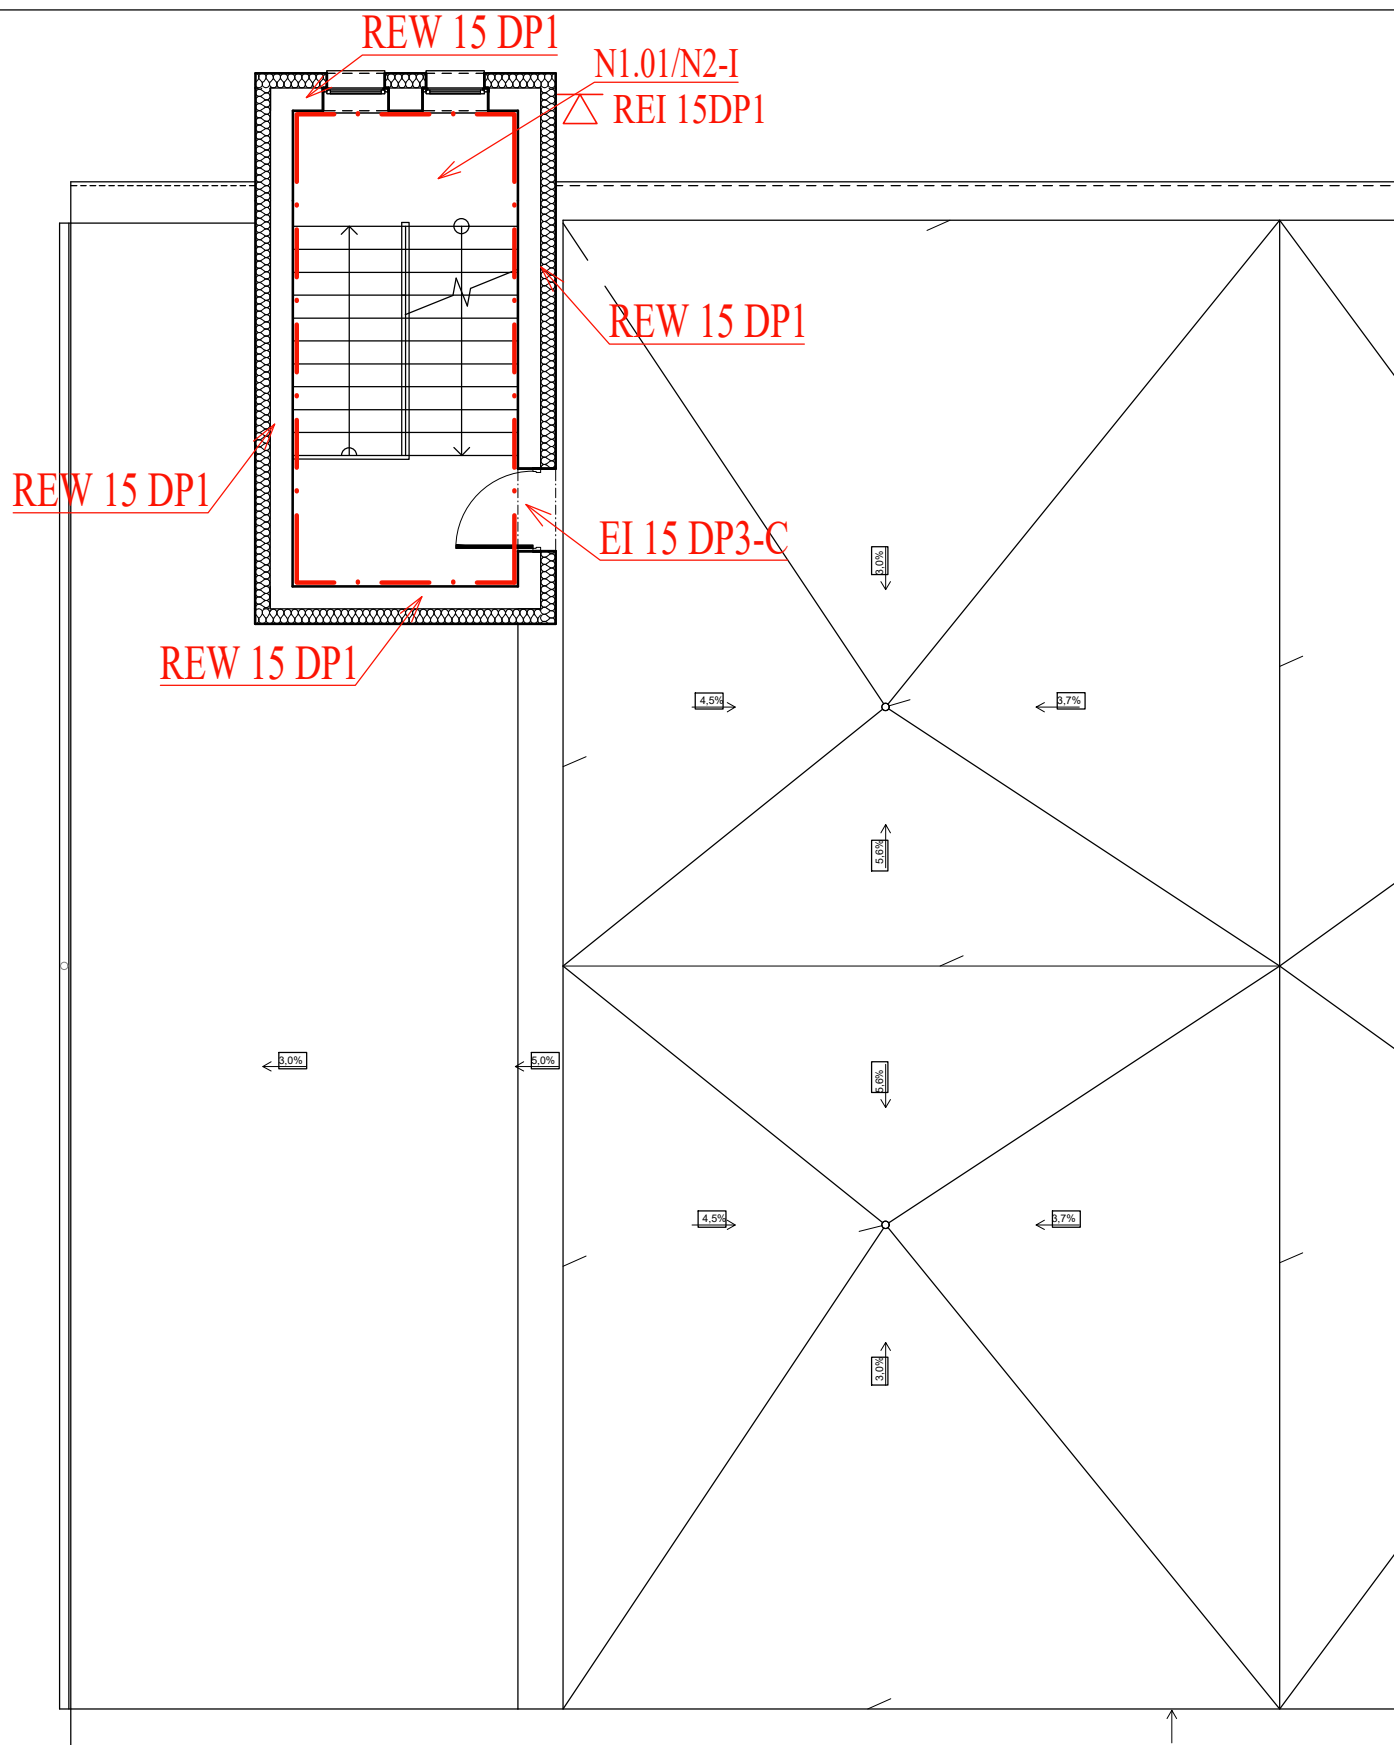 REW 15 DP1
N1.01/N2-I
REI 15DP1
REW 15 DP1
REW 15 DP1
EI 15 DP3-C
REW 15 DP1
3,0%
4,5%
3,7%
5,6%
3,0%
5,0%
5,6%
4,5%
3,7%
3,0%